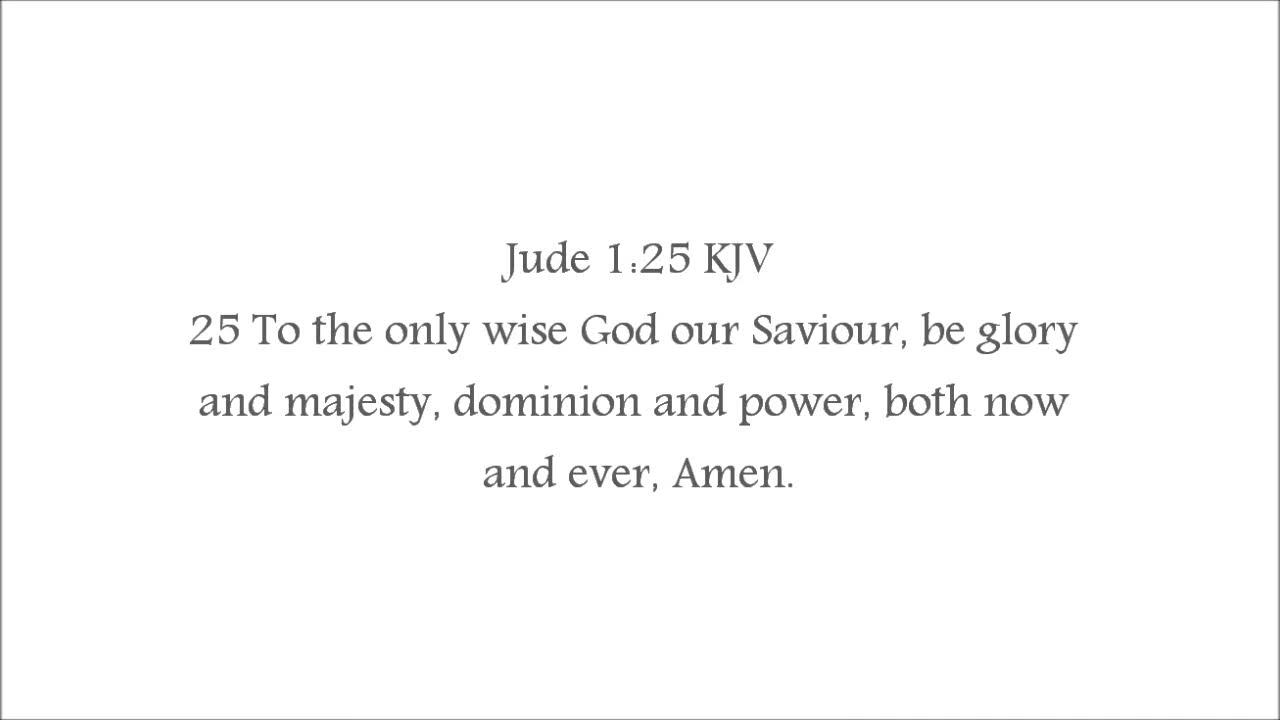 Jude 1:25 KJV
25 To the only wise God our Saviour, be glory
and majesty, dominion and power, both now
and ever, Amen.